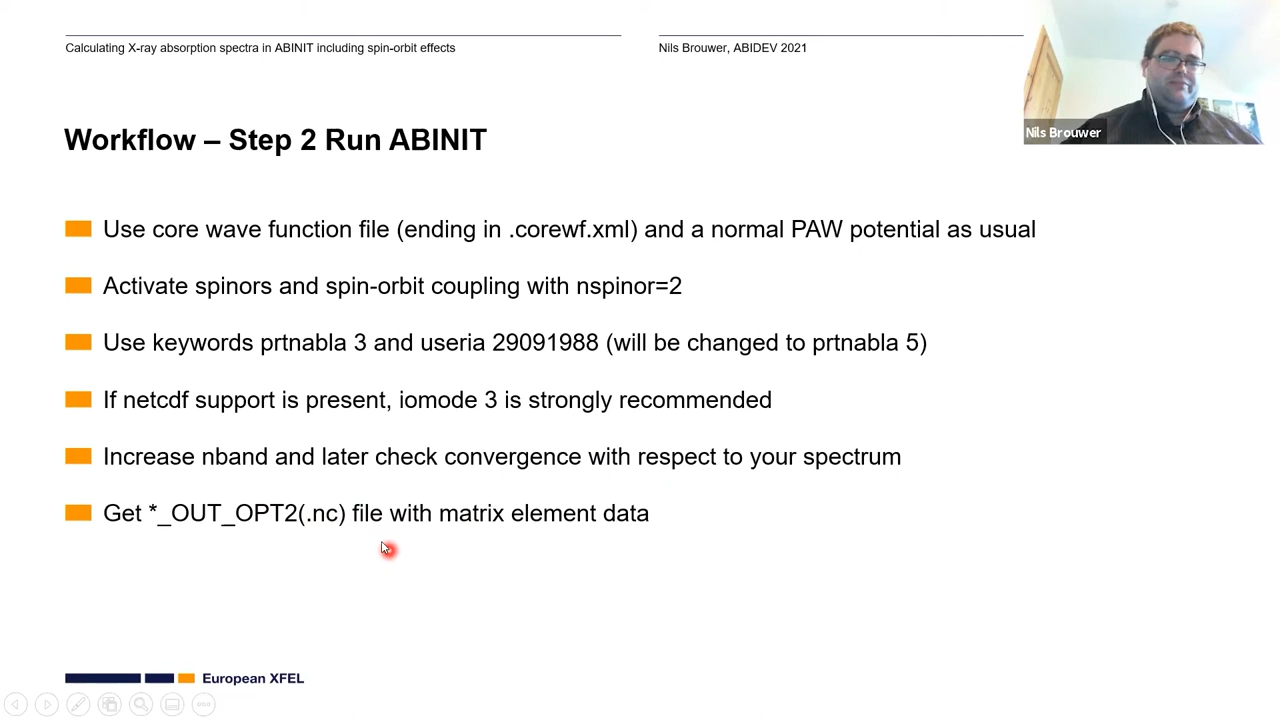 Calculating X-ray absorption spectra in ABINIT including spin-orbit effects
Nils Brouwer, ABIDEV 2021
Nils Brouwer
Workflow – Step 2 Run ABINIT
Use core wave function file (ending in .corewf.xml) and a normal PAW potential as usual
Activate spinors and spin-orbit coupling with nspinor=2
Use keywords prtnabla 3 and useria 29091988 (will be changed to prtnabla 5)
If netcdf support is present, iomode 3 is strongly recommended
Increase nband and later check convergence with respect to your spectrum
Get *_OUT_OPT2(.nc) file with matrix element data
European XFEL